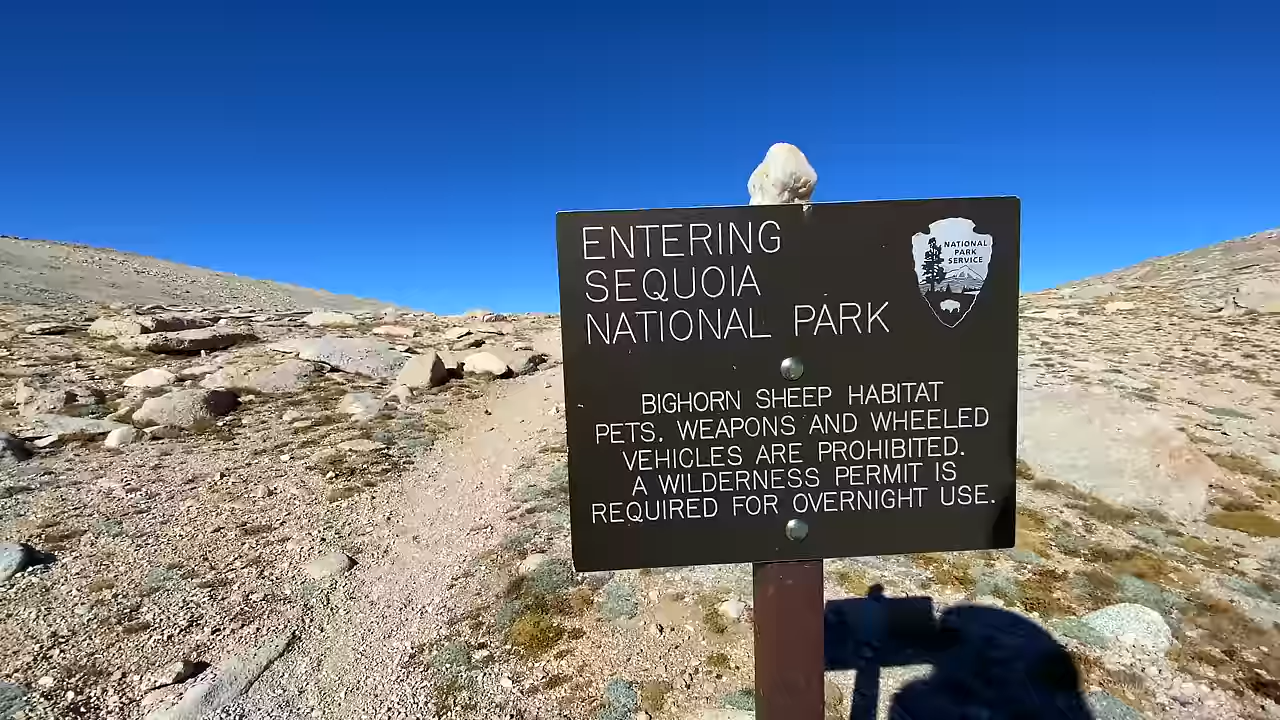 ENTERING
SEQUOIA
NATIONAL PARK
NATIONAL
PARK
SERVICE
BIGHORN SHEEP HABITAT
PETS. WEAPONS AND WHEELED
VEHICLES ARE PROHIBITED.
A WILDERNESS PERMIT IS
REQUIRED FOR OVERNIGHT USE.